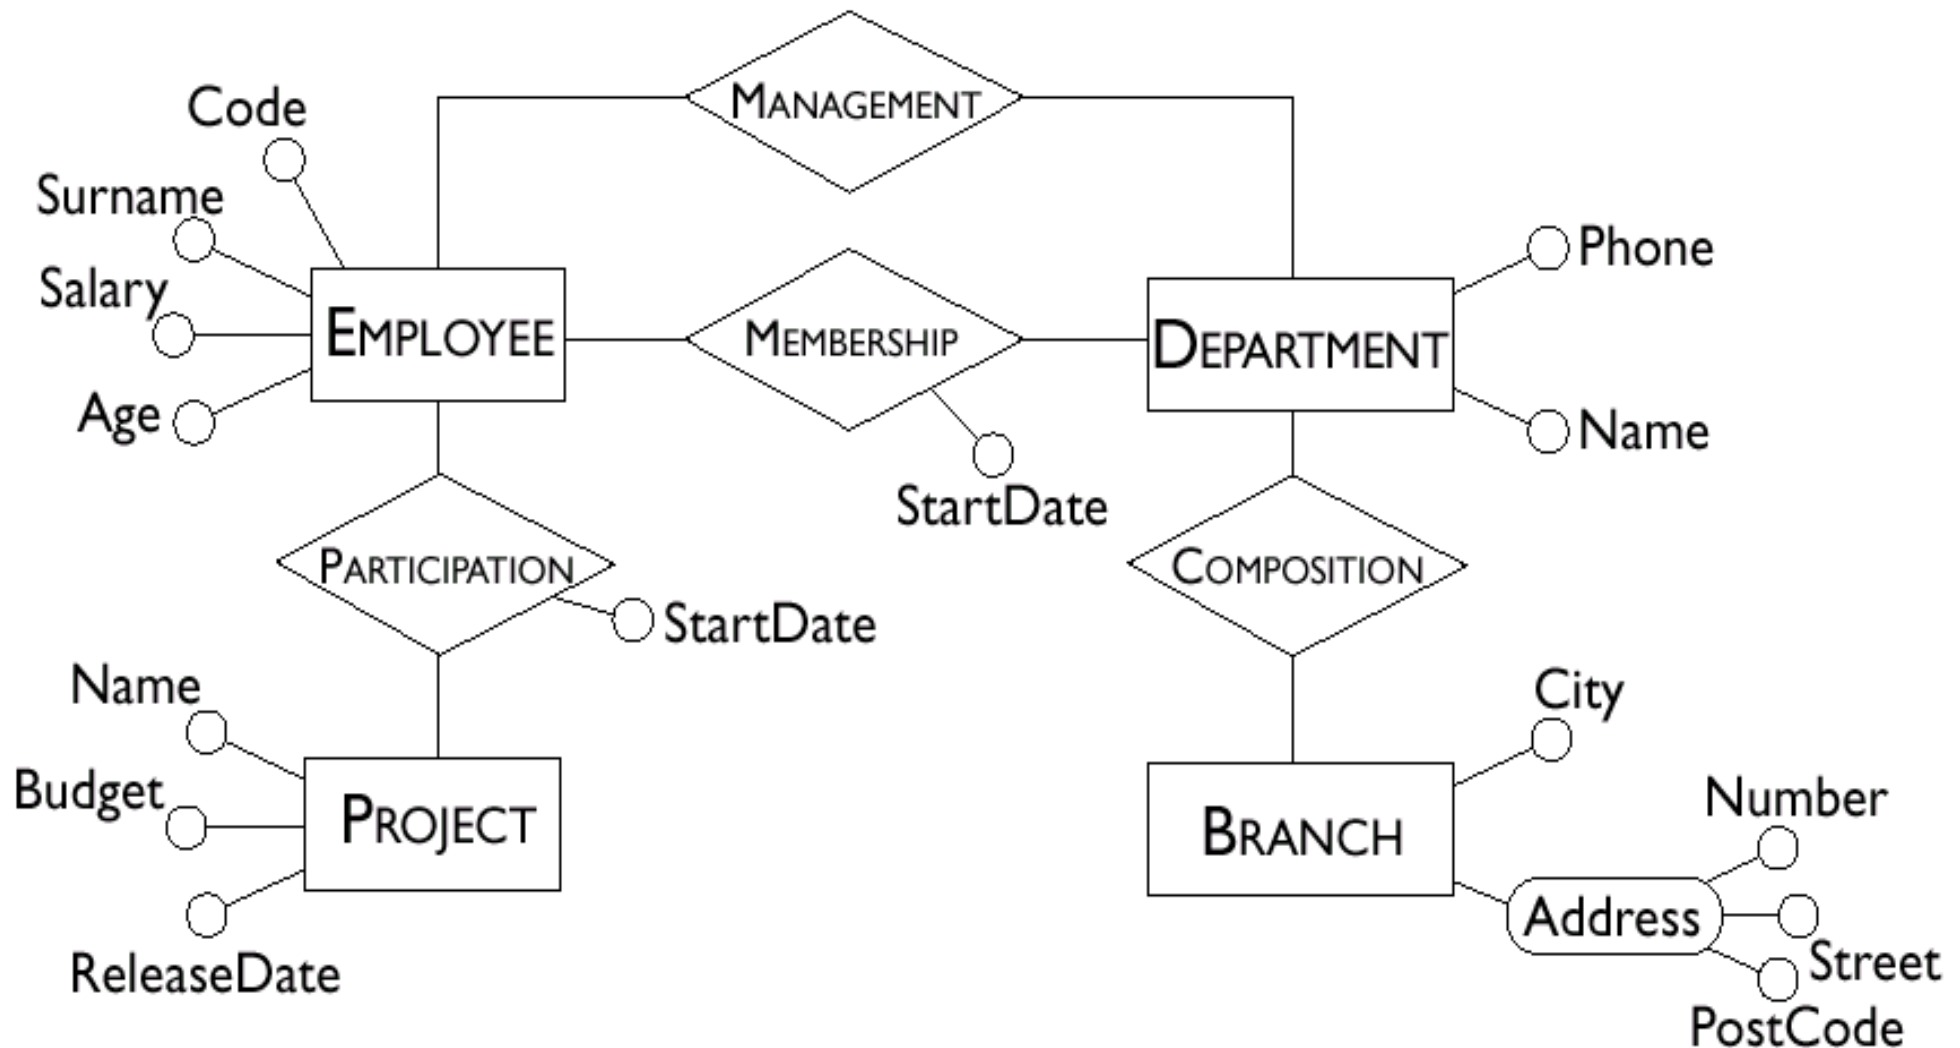 MANAGEMENT
Code
Surname
Phone
Salary
EMPLOYEE
MEMBERSHIP
DEPARTMENT
Age
Name
StartDate
PARTICIPATION
COMPOSITION
StartDate
Name
City
Budget
Number
PROJECT
BRANCH
Address
Street
ReleaseDate
PostCode